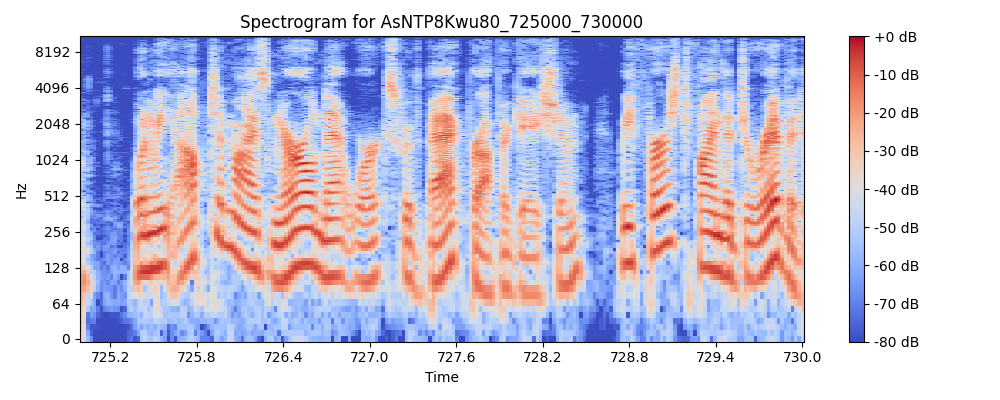 Spectrogram for AsNTP8Kwu80_725000_730000
8192
4096
2048
1024
512
256
128
64
0
Hz
725.2
725.8
726.4
727.0
727.6
728.2
728.8
729.4
730.0
Time
+0 dB
-10 dB
-20 dB
-30 dB
-40 dB
-50 dB
-60 dB
-70 dB
-80 dB